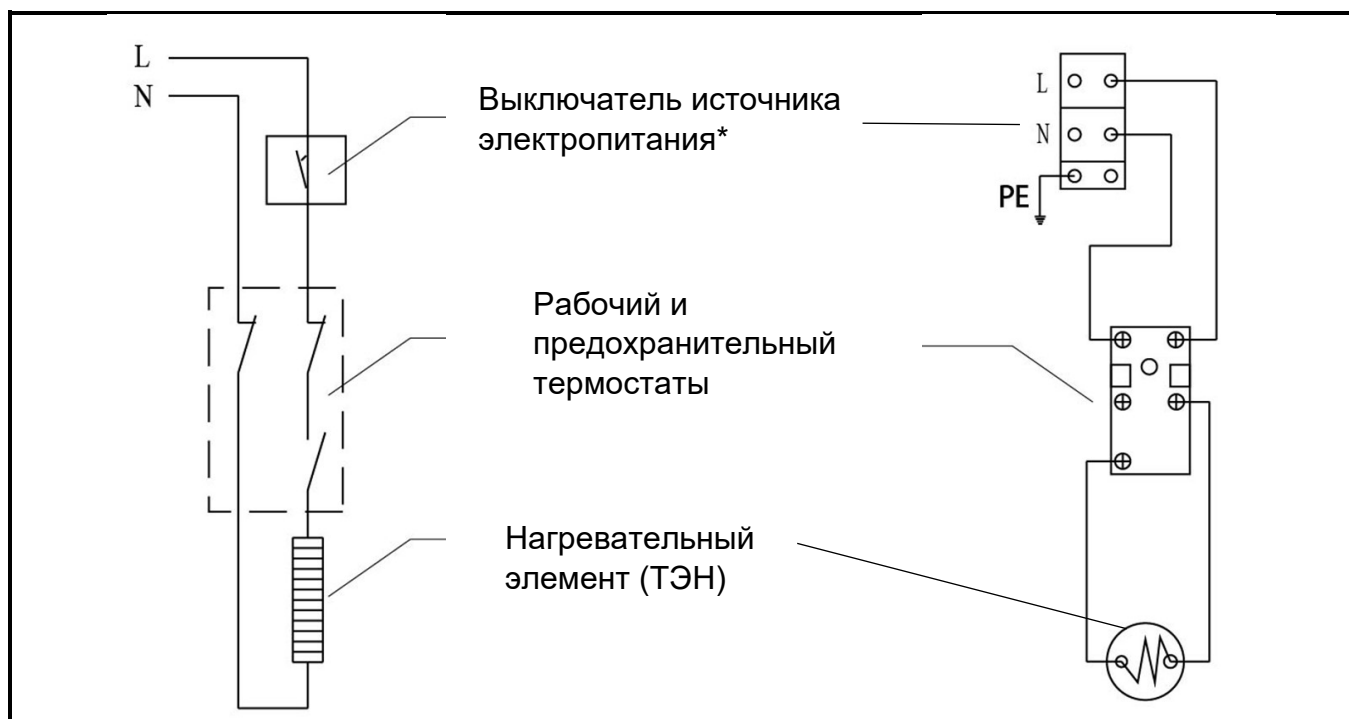 L
N
Выключатель источника
электропитания*
L
N
PE
Рабочий и
предохранительный
термостаты
Нагревательный
элемент (ТЭН)